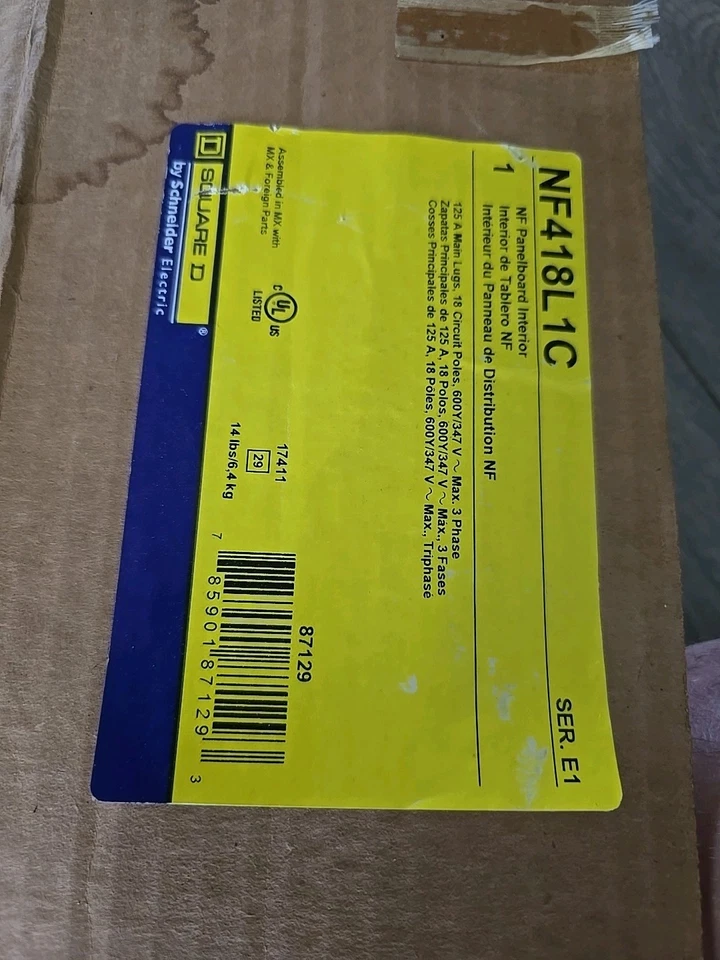 NF418L1C SER. E1
1 NF Panelboard Interior
Interior de Tablero NF
Intérieur du Panneau de Distribution NF
125 A Main Lugs, 18 Circuit Poles, 600Y/347 V ~ Max. 3 Phase
Zapatas Principales de 125 A, 18 Polos, 600Y/347 V ~ Máx., 3 Fases
Cosses Principales de 125 A, 18 Pôles, 600Y/347 V ~ Max., Triphasé
Assembled in MX with
MX & Foreign Parts
C UL US
LISTED
17411
29
14 lbs/6,4 kg
87129
7 85901 87129 3
SQUARE D ®
by Schneider Electric